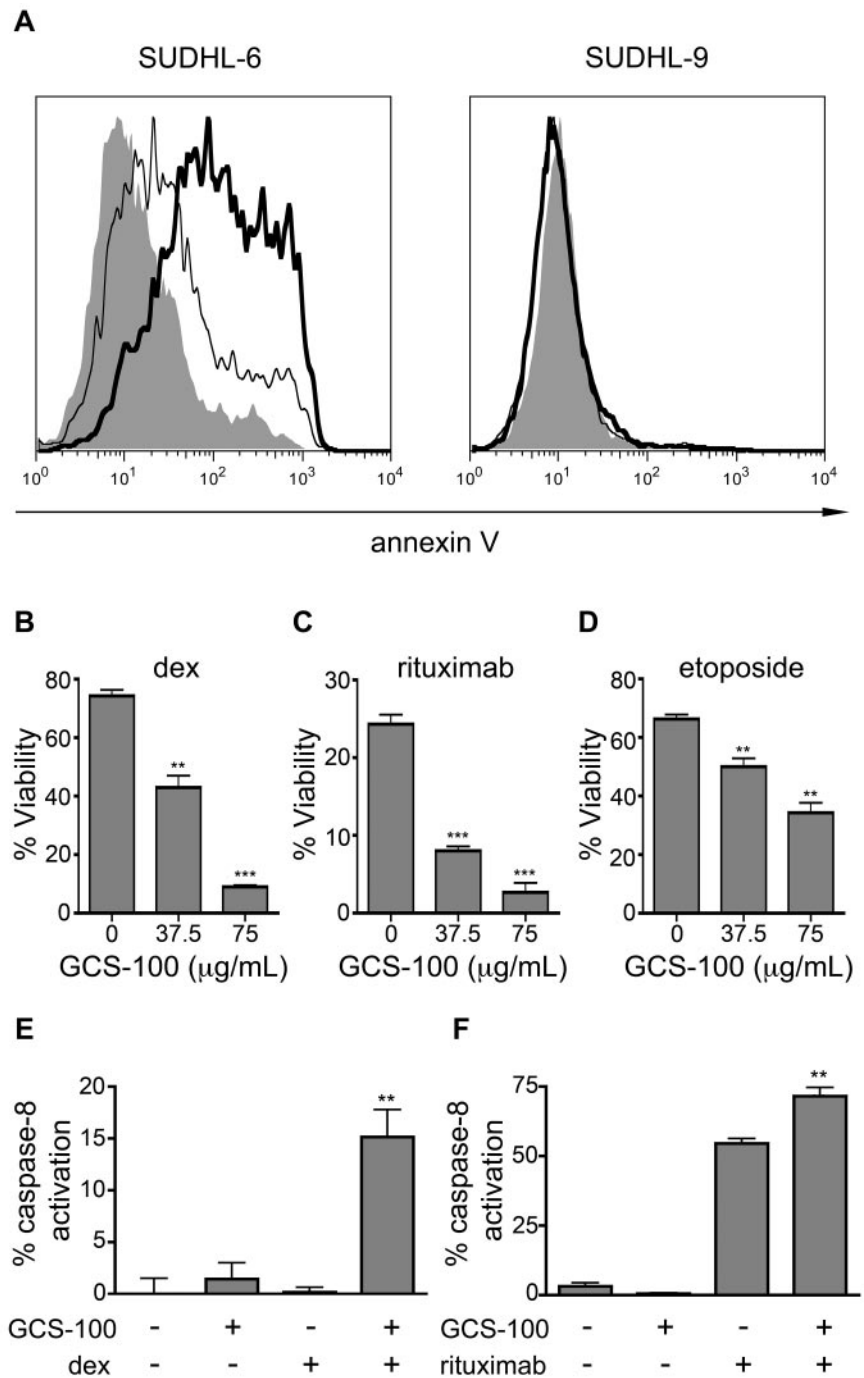 A
SUDHL-6 SUDHL-9
10⁰ 10¹ 10² 10³ 10⁴ 10⁰ 10¹ 10² 10³ 10⁴
annexin V
B C D
dex rituximab etoposide
80 30 80
60 60
20
40 40
10
20 20
0 0 0
** *** *** *** ** **
% Viability % Viability % Viability
0 37.5 75 0 37.5 75 0 37.5 75
GCS-100 (μg/mL) GCS-100 (μg/mL) GCS-100 (μg/mL)
E F
20 75
15
50
10
25
5
0 0
** **
% caspase-8 activation % caspase-8 activation
GCS-100 - + - + GCS-100 - + - +
dex - - + + rituximab - - + +